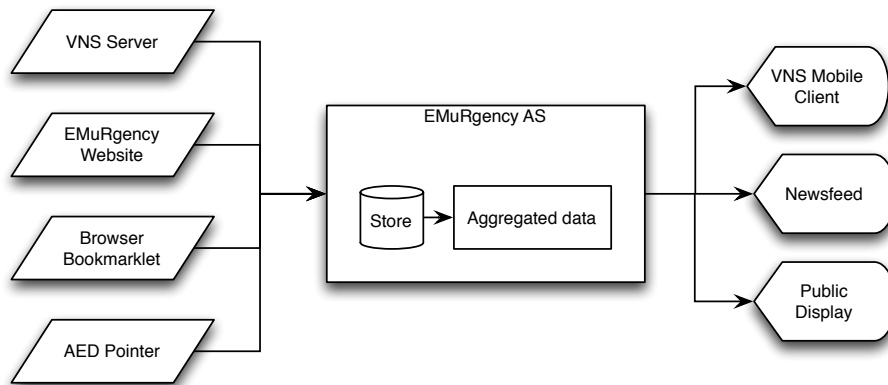 VNS Server
EMuRgency
Website
Browser
Bookmarklet
AED Pointer
EMuRgency AS
Store
Aggregated data
VNS Mobile
Client
Newsfeed
Public
Display